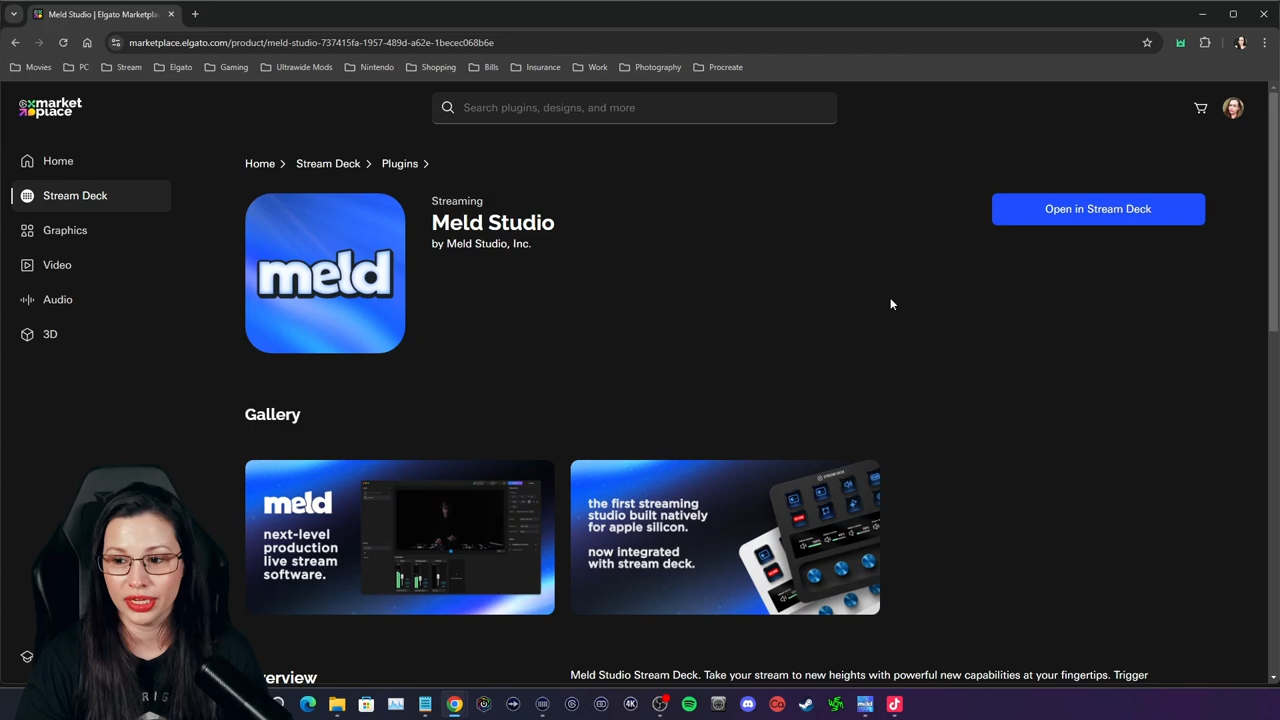 Meld Studio | Elgato Marketpla
marketplace.elgato.com/product/meld-studio-737415fa-1957-489d-a62e-1becec068b6e
Movies PC Stream Elgato Gaming Ultrawide Mods Nintendo Shopping Bills Insurance Work Photography Procreate
market
place
Search plugins, designs, and more
Home
Stream Deck
Graphics
Video
Audio
3D
Home > Stream Deck > Plugins >
Streaming
Meld Studio
by Meld Studio, Inc.
Open in Stream Deck
meld
Gallery
meld
next-level
production
live stream
software.
the first streaming
studio built natively
for apple silicon.
now integrated
with stream deck.
erview
Meld Studio Stream Deck. Take your stream to new heights with powerful new capabilities at your fingertips. Trigger
4K
meld